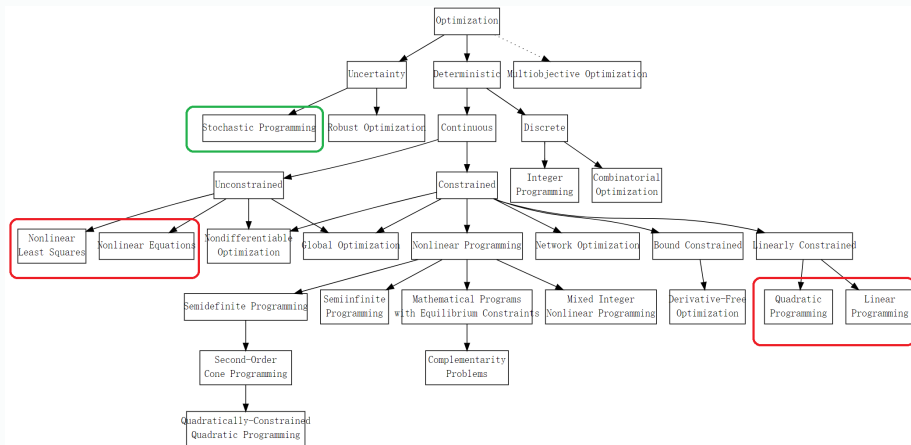 Optimization
Uncertainty
Deterministic
Multiobjective Optimization
Stochastic Programming
Robust Optimization
Continuous
Discrete
Unconstrained
Constrained
Integer
Programming
Combinatorial
Optimization
Nonlinear
Least Squares
Nonlinear Equations
Nondifferentiable
Optimization
Global Optimization
Nonlinear Programming
Network Optimization
Bound Constrained
Linearly Constrained
Semidefinite Programming
Semiinfinite
Programming
Mathematical Programs
with Equilibrium Constraints
Mixed Integer
Nonlinear Programming
Derivative-Free
Optimization
Quadratic
Programming
Linear
Programming
Second-Order
Cone Programming
Complementarity
Problems
Quadratically-Constrained
Quadratic Programming